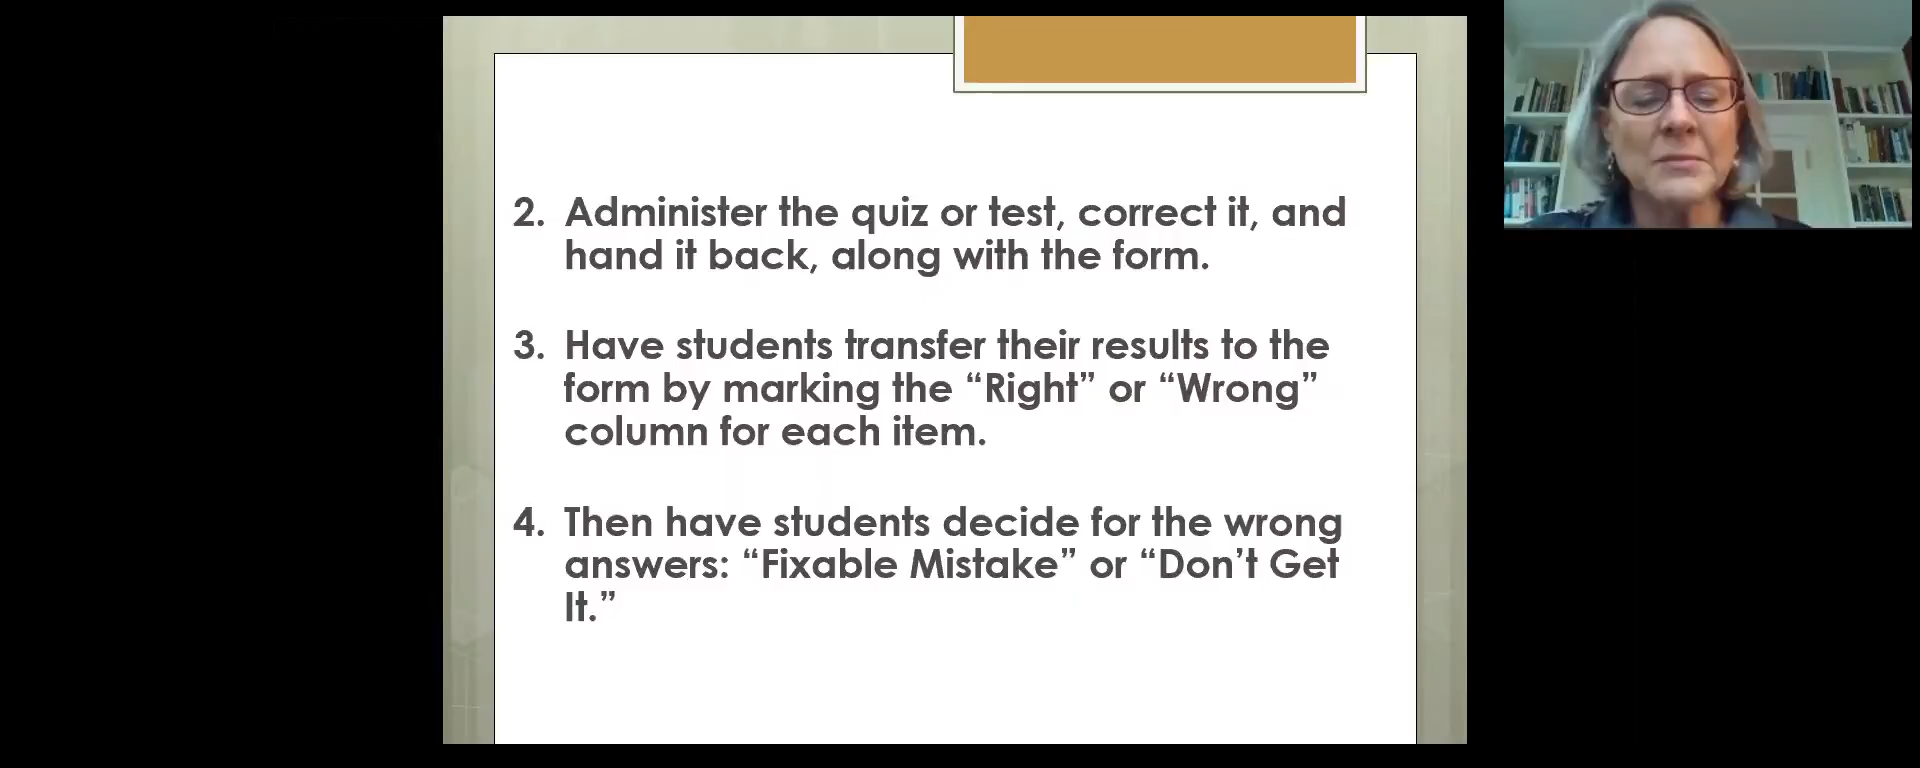 2. Administer the quiz or test, correct it, and
hand it back, along with the form.
3. Have students transfer their results to the
form by marking the “Right” or “Wrong”
column for each item.
4. Then have students decide for the wrong
answers: “Fixable Mistake” or “Don’t Get
It.”